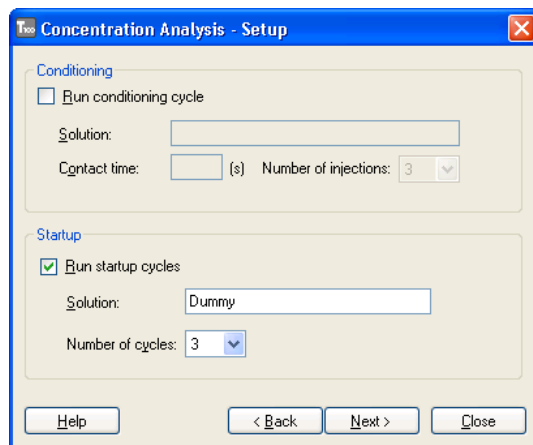 T100 Concentration Analysis - Setup
Conditioning
Run conditioning cycle
Solution:
Contact time: (s) Number of injections: 3
Startup
Run startup cycles
Solution: Dummy
Number of cycles: 3
Help < Back Next > Close